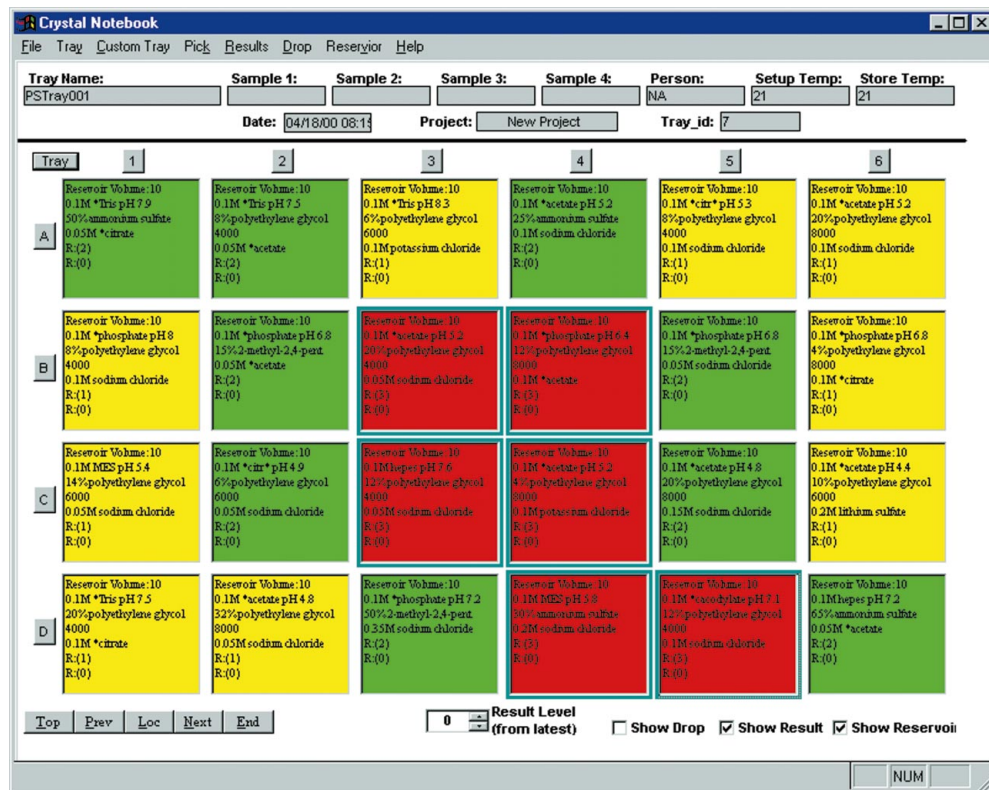 Crystal Notebook
File Tray Custom Tray Pick Results Drop Reservior Help
Tray Name: Sample 1: Sample 2: Sample 3: Sample 4: Person: Setup Temp: Store Temp:
PSTray001 NA 21 21
Date: 04/18/00 08:15 Project: New Project Tray_id: 7
Tray 1 2 3 4 5 6
A
Resevoir Volume:10
0.1M *Tris pH 7.9
50%ammonium sulfate
0.05M *citrate
R:(2)
R:(0)
Resevoir Volume:10
0.1M *Tris pH 7.5
8%polyethylene glycol
4000
0.05M *acetate
R:(2)
R:(0)
Resevoir Volume:10
0.1M *Tris pH 8.3
6%polyethylene glycol
6000
0.1M potassium chloride
R:(1)
R:(0)
Resevoir Volume:10
0.1M *acetate pH 5.2
25%ammonium sulfate
0.1M sodium chloride
R:(2)
R:(0)
Resevoir Volume:10
0.1M *citr* pH 5.3
8%polyethylene glycol
4000
0.1M sodium chloride
R:(1)
R:(0)
Resevoir Volume:10
0.1M *acetate pH 5.2
20%polyethylene glycol
8000
0.1M sodium chloride
R:(1)
R:(0)
B
Resevoir Volume:10
0.1M *phosphate pH 8
8%polyethylene glycol
4000
0.1M sodium chloride
R:(1)
R:(0)
Resevoir Volume:10
0.1M *phosphate pH 6.8
15%2-methyl-2,4-pent.
0.05M *acetate
R:(2)
R:(0)
Resevoir Volume:10
0.1M *acetate pH 5.2
20%polyethylene glycol
4000
0.05M sodium chloride
R:(3)
R:(0)
Resevoir Volume:10
0.1M *phosphate pH 6.4
12%polyethylene glycol
8000
0.1M *acetate
R:(3)
R:(0)
Resevoir Volume:10
0.1M *phosphate pH 6.8
15%2-methyl-2,4-pent.
0.05M sodium chloride
R:(2)
R:(0)
Resevoir Volume:10
0.1M *phosphate pH 6.8
4%polyethylene glycol
8000
0.1M *citrate
R:(1)
R:(0)
C
Resevoir Volume:10
0.1M MES pH 5.4
14%polyethylene glycol
6000
0.05M sodium chloride
R:(1)
R:(0)
Resevoir Volume:10
0.1M *citr* pH 4.9
6%polyethylene glycol
6000
0.05M sodium chloride
R:(2)
R:(0)
Resevoir Volume:10
0.1M hepes pH 7.6
12%polyethylene glycol
4000
0.05M sodium chloride
R:(3)
R:(0)
Resevoir Volume:10
0.1M *acetate pH 5.2
4%polyethylene glycol
8000
0.1M potassium chloride
R:(3)
R:(0)
Resevoir Volume:10
0.1M *acetate pH 4.8
20%polyethylene glycol
8000
0.15M sodium chloride
R:(2)
R:(0)
Resevoir Volume:10
0.1M *acetate pH 4.4
10%polyethylene glycol
6000
0.2M lithium sulfate
R:(1)
R:(0)
D
Resevoir Volume:10
0.1M *Tris pH 7.5
20%polyethylene glycol
4000
0.1M *citrate
R:(1)
R:(0)
Resevoir Volume:10
0.1M *acetate pH 4.8
32%polyethylene glycol
8000
0.05M sodium chloride
R:(1)
R:(0)
Resevoir Volume:10
0.1M *phosphate pH 7.2
50%2-methyl-2,4-pent.
0.35M sodium chloride
R:(2)
R:(0)
Resevoir Volume:10
0.1M MES pH 5.8
30%ammonium sulfate
0.2M sodium chloride
R:(3)
R:(0)
Resevoir Volume:10
0.1M *cacodylate pH 7.1
12%polyethylene glycol
4000
0.1M sodium chloride
R:(3)
R:(0)
Resevoir Volume:10
0.1M hepes pH 7.2
65%ammonium sulfate
0.05M *acetate
R:(2)
R:(0)
Top Prev Loc Next End
0 Result Level
(from latest)
Show Drop Show Result Show Reservoi
NUM